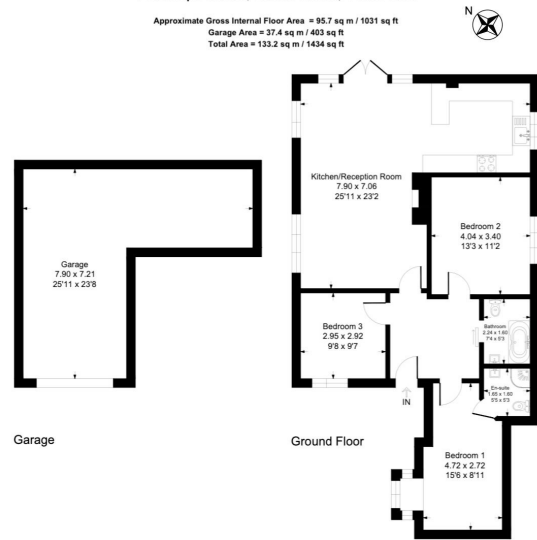 N
Approximate Gross Internal Floor Area = 95.7 sq m / 1031 sq ft
Garage Area = 37.4 sq m / 403 sq ft
Total Area = 133.2 sq m / 1434 sq ft
Kitchen/Reception Room
7.90 x 7.06
25'11 x 23'2
Bedroom 2
4.04 x 3.40
13'3 x 11'2
Garage
7.90 x 7.21
25'11 x 23'8
Bedroom 3
2.95 x 2.92
9'8 x 9'7
Bathroom
2.24 x 1.60
7'4 x 5'3
En-suite
1.65 x 1.60
5'5 x 5'3
IN
Garage
Ground Floor
Bedroom 1
4.72 x 2.72
15'6 x 8'11